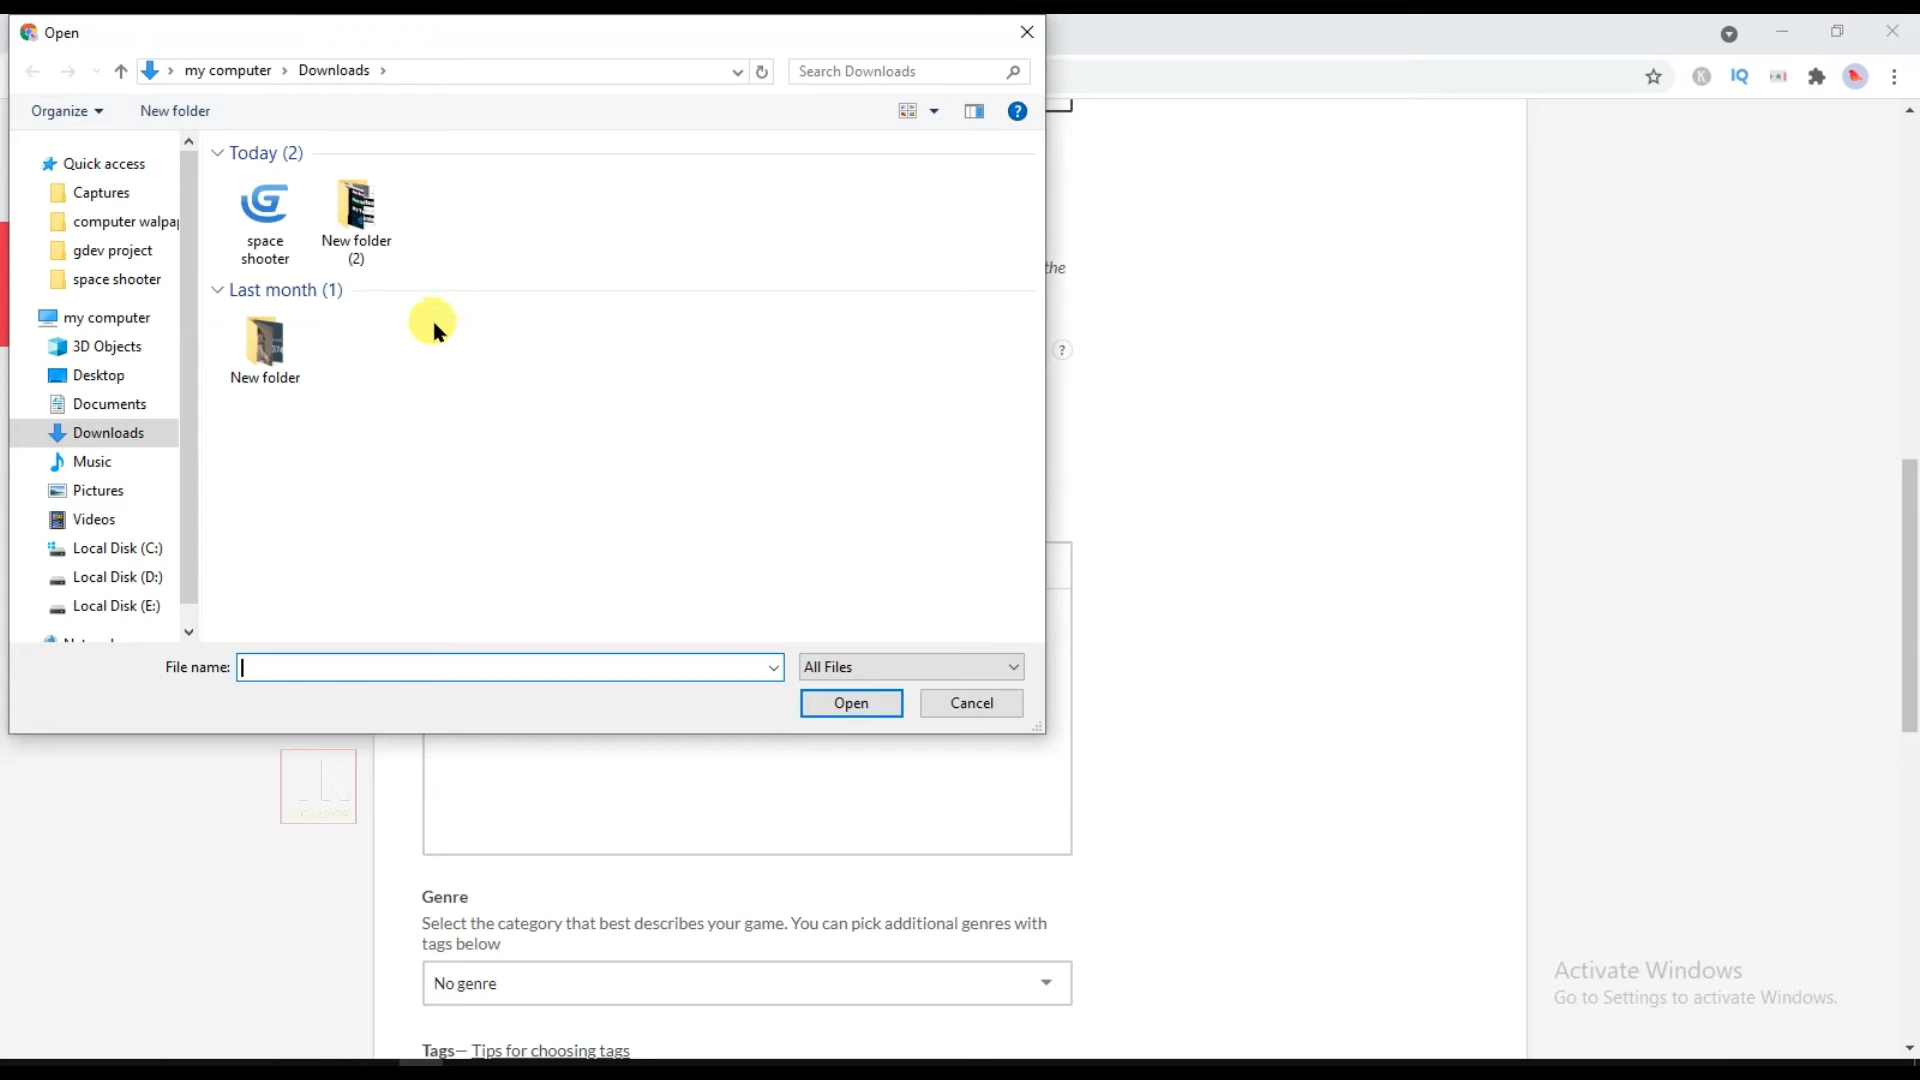 Open
my computer > Downloads >
Search Downloads
Organize
New folder
Quick access
Captures
computer walpap
gdev project
space shooter
my computer
3D Objects
Desktop
Documents
Downloads
Music
Pictures
Videos
Local Disk (C:)
Local Disk (D:)
Local Disk (E:)
Today (2)
space
shooter
New folder
(2)
Last month (1)
New folder
File name:
All Files
Open
Cancel
K
IQ
the
?
TK
Genre
Select the category that best describes your game. You can pick additional genres with
tags below
No genre
Tags— Tips for choosing tags
Activate Windows
Go to Settings to activate Windows.